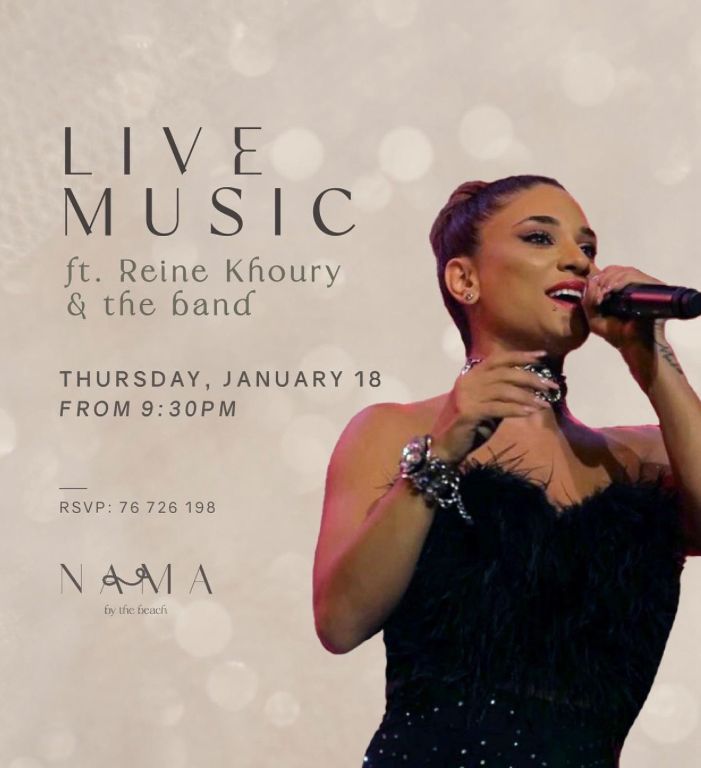 LIVE
MUSIC
ft. Reine Khoury
& the band
THURSDAY, JANUARY 18
FROM 9:30PM
RSVP: 76 726 198
NAMA
by the beach